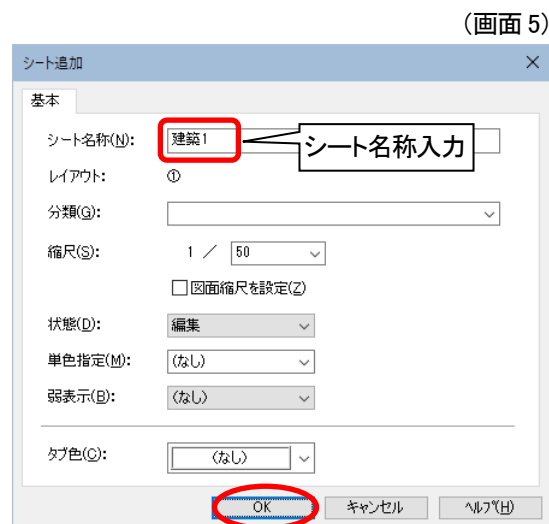 (画面 5)
シート追加
基本
シート名称(N): 建築1 シート名称入力
レイアウト: ①
分類(G):
縮尺(S): 1 / 50
図面縮尺を設定(Z)
状態(D): 編集
単色指定(M): (なし)
弱表示(B): (なし)
タブ色(C): (なし)
OK キャンセル ヘルプ(H)